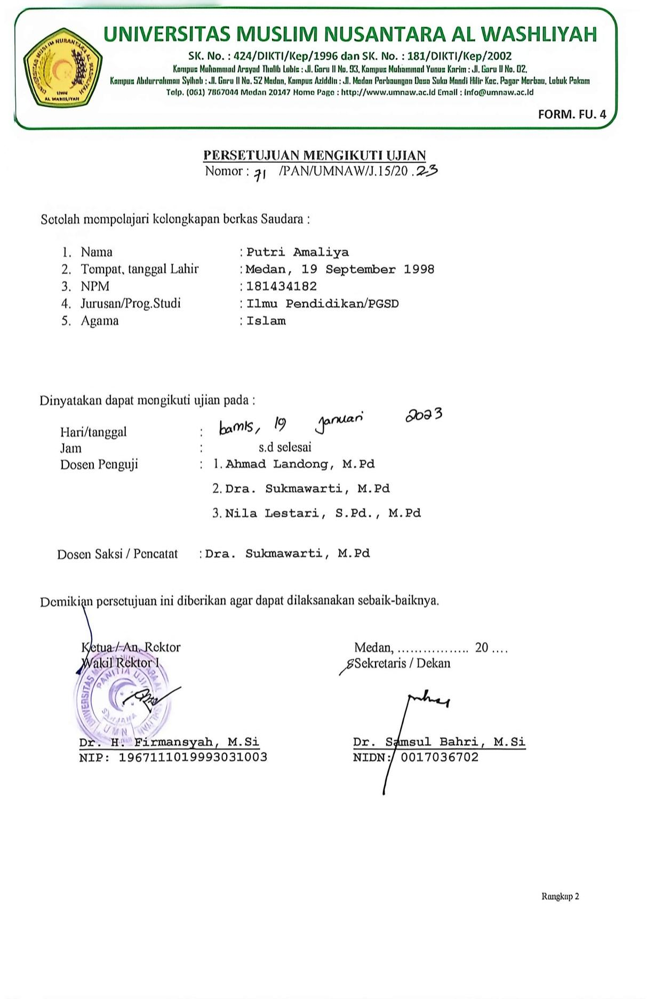 UNIVERSITAS MUSLIM NUSANTARA AL WASHLIYAH
SK. No. : 424/DIKTI/Kep/1996 dan SK. No. : 181/DIKTI/Kep/2002
Kampus Muhammad Arsyad Thalib Lubis : Jl. Garu II No. 93, Kampus Muhammad Yunus Karim : Jl. Garu II No. 02,
Kampus Abdurrahman Syihab : Jl. Garu II No. 52 Medan, Kampus Aziddin : Jl. Medan Perbaungan Desa Suka Mandi Hilir Kec. Pagar Merbau, Lubuk Pakam
Telp. (061) 7867044 Medan 20147 Home Page : http://www.umnaw.ac.id Email : info@umnaw.ac.id
FORM. FU. 4
UMN
AL WASHLIYAH
PERSETUJUAN MENGIKUTI UJIAN
Nomor : 71 /PAN/UMNAW/J.15/20 .23
Setelah mempelajari kelengkapan berkas Saudara :
1. Nama : Putri Amaliya
2. Tempat, tanggal Lahir : Medan, 19 September 1998
3. NPM : 181434182
4. Jurusan/Prog.Studi : Ilmu Pendidikan/PGSD
5. Agama : Islam
Dinyatakan dapat mengikuti ujian pada :
Hari/tanggal : kamis, 19 Januari 2023
Jam : s.d selesai
Dosen Penguji : 1. Ahmad Landong, M.Pd
2. Dra. Sukmawarti, M.Pd
3. Nila Lestari, S.Pd., M.Pd
Dosen Saksi / Pencatat : Dra. Sukmawarti, M.Pd
Demikian persetujuan ini diberikan agar dapat dilaksanakan sebaik-baiknya.
Ketua / An. Rektor Medan, ................. 20 ....
Wakil Rektor I Sekretaris / Dekan
PANITIA UJIAN
SARJANA
UMN
Dr. H. Firmansyah, M.Si Dr. Samsul Bahri, M.Si
NIP: 1967111019993031003 NIDN: 0017036702
Rangkap 2